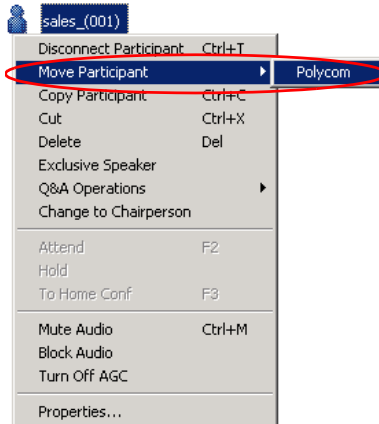 sales_(001)
Disconnect Participant Ctrl+T
Move Participant Polycom
Copy Participant Ctrl+C
Cut Ctrl+X
Delete Del
Exclusive Speaker
Q&A Operations
Change to Chairperson
Attend F2
Hold
To Home Conf F3
Mute Audio Ctrl+M
Block Audio
Turn Off AGC
Properties...